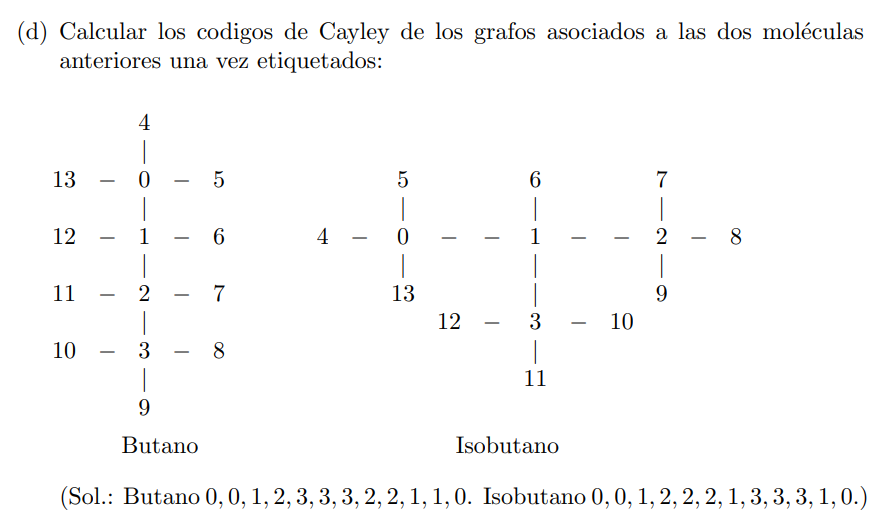 (d) Calcular los codigos de Cayley de los grafos asociados a las dos moléculas
anteriores una vez etiquetados:
4
|
13 − 0 − 5
|
12 − 1 − 6
|
11 − 2 − 7
|
10 − 3 − 8
|
9
Butano
5 6 7
| | |
4 − 0 − − 1 − − 2 − 8
| | |
13 | 9
12 − 3 − 10
|
11
Isobutano
(Sol.: Butano 0, 0, 1, 2, 3, 3, 3, 2, 2, 1, 1, 0. Isobutano 0, 0, 1, 2, 2, 2, 1, 3, 3, 3, 1, 0.)